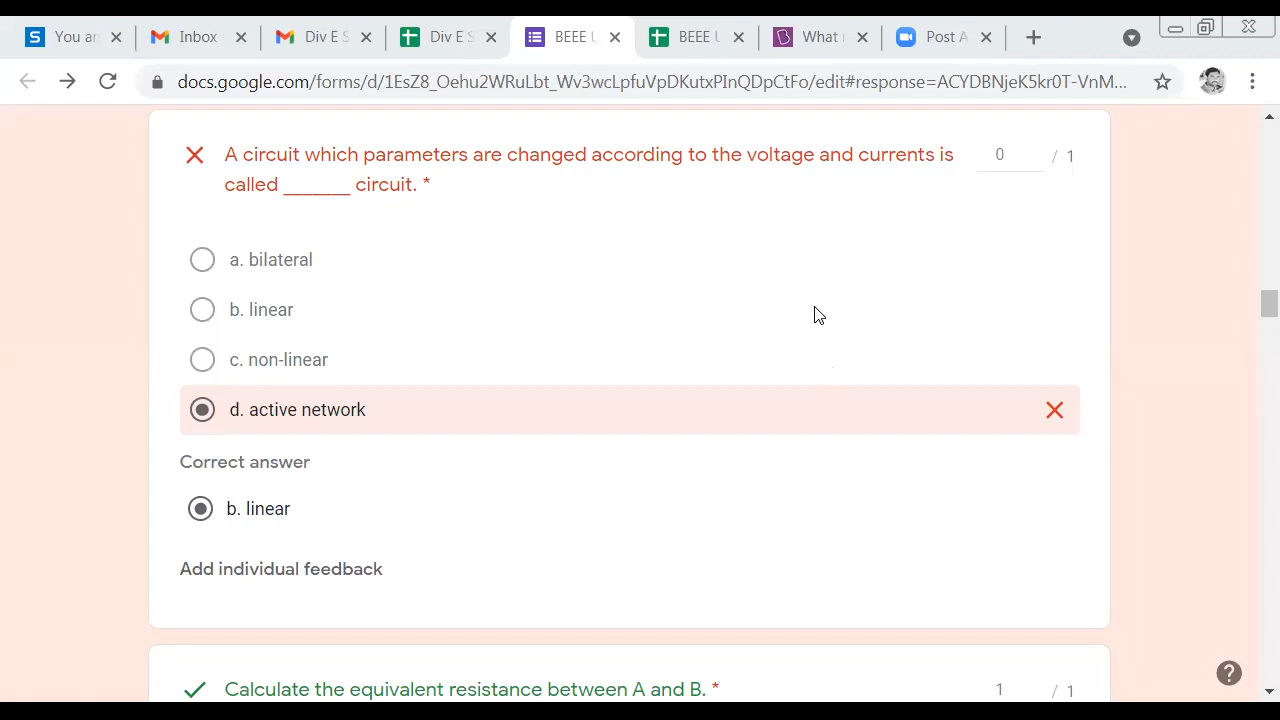 You ar
Inbox
Div E S
Div E S
BEEE U
BEEE U
What I
Post A
docs.google.com/forms/d/1EsZ8_Oehu2WuuLbt_Wv3wcLpfuVpDKutxPInQDpCtFo/edit#response=ACYDBNjeK5kr0T-VnM...
A circuit which parameters are changed according to the voltage and currents is 0 / 1
called _______ circuit. *
a. bilateral
b. linear
c. non-linear
d. active network
Correct answer
b. linear
Add individual feedback
Calculate the equivalent resistance between A and B. * 1 / 1